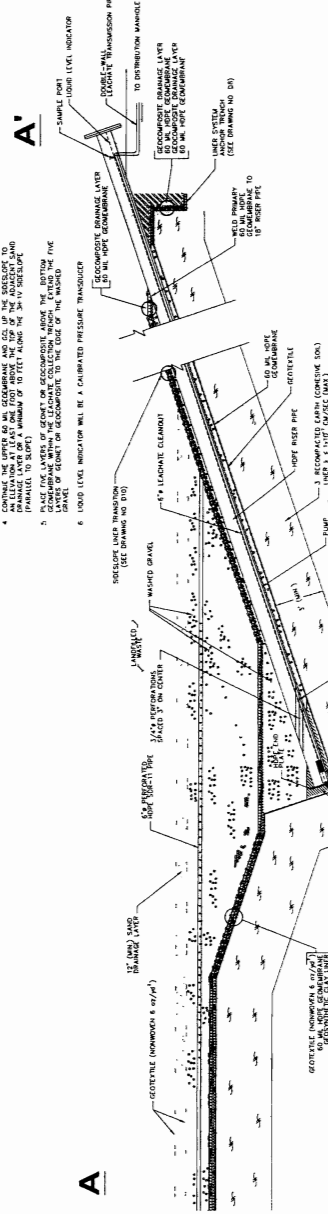 4 CONTINUE THE UPPER 60 MIL GEOMEMBRANE AND GCL UP THE SIDESLOPE TO
AN ELEVATION AT LEAST ONE FOOT ABOVE THE TOP OF THE ADJACENT SAND
DRAINAGE LAYER OR A MINIMUM OF 10 FEET ALONG THE 3H·1V SIDESLOPE
(PARALLEL TO SLOPE)
5 PLACE FIVE LAYERS OF GEONET OR GEOCOMPOSITE ABOVE THE BOTTOM
GEOMEMBRANE WITHIN THE LEACHATE COLLECTION TRENCH EXTEND THE FIVE
LAYERS OF GEONET OR GEOCOMPOSITE TO THE EDGE OF THE WASHED
GRAVEL
6 LIQUID LEVEL INDICATOR WILL BE A CALIBRATED PRESSURE TRANSDUCER
A'
SAMPLE PORT
LIQUID LEVEL INDICATOR
DOUBLE-WALL
LEACHATE TRANSMISSION
TO DISTRIBUTION MANHOLE
GEOCOMPOSITE DRAINAGE LAYER
60 MIL HDPE GEOMEMBRANE
GEOCOMPOSITE DRAINAGE LAYER
60 MIL HDPE GEOMEMBRANE
LINER SYSTEM
ANCHOR TRENCH
(SEE DRAWING NO D8)
GEOCOMPOSITE DRAINAGE LAYER
60 MIL HDPE GEOMEMBRANE
WELD PRIMARY
60 MIL HDPE
GEOMEMBRANE TO
18" RISER PIPE
SIDESLOPE LINER TRANSITION
(SEE DRAWING NO D10)
6"ø LEACHATE CLEANOUT
60 MIL HDPE
GEOMEMBRANE
GEOTEXTILE
HDPE RISER PIPE
3 RECOMPACTED EARTH (COHESIVE SOIL)
PUMP
3' (MIN)
LANDFILLED
WASTE
WASHED GRAVEL
3/4"ø PERFORATIONS
SPACED 3" ON CENTER
6"ø PERFORATED
HDPE SDR-11 PIPE
HDPE END
PLATE
12" (MIN) SAND
DRAINAGE LAYER
GEOTEXTILE (NONWOVEN 6 oz/yd²)
A
GEOTEXTILE (NONWOVEN 6 oz/yd²)
60 MIL HDPE GEOMEMBRANE
GEOSYNTHETIC CLAY LINER